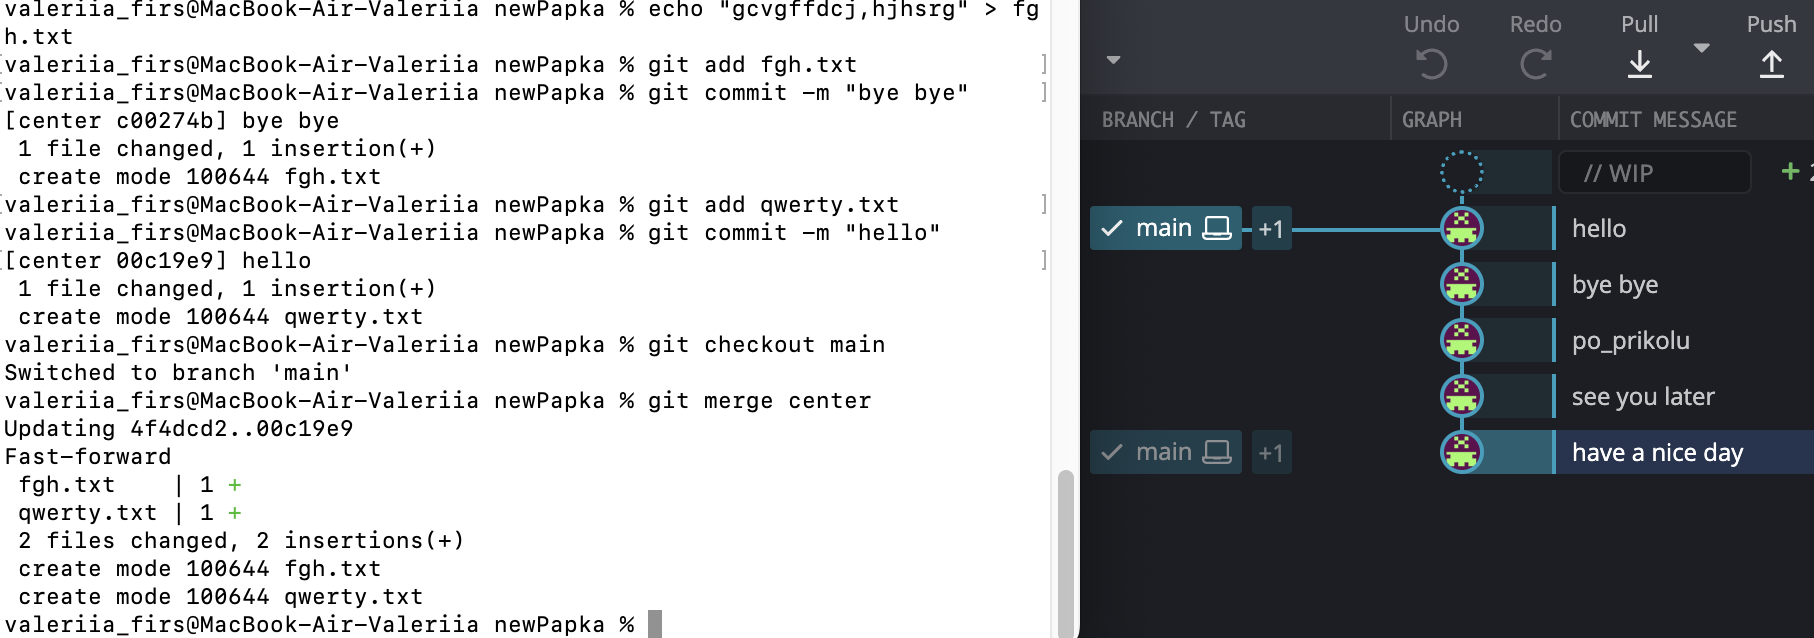 valeriia_firs@MacBook-Air-Valeriia newPapka % echo "gcvgffdcj,hjhsrg" > fg
h.txt
[valeriia_firs@MacBook-Air-Valeriia newPapka % git add fgh.txt ]
[valeriia_firs@MacBook-Air-Valeriia newPapka % git commit -m "bye bye" ]
[center c00274b] bye bye
1 file changed, 1 insertion(+)
create mode 100644 fgh.txt
[valeriia_firs@MacBook-Air-Valeriia newPapka % git add qwerty.txt ]
valeriia_firs@MacBook-Air-Valeriia newPapka % git commit -m "hello"
[center 00c19e9] hello ]
1 file changed, 1 insertion(+)
create mode 100644 qwerty.txt
valeriia_firs@MacBook-Air-Valeriia newPapka % git checkout main
Switched to branch 'main'
valeriia_firs@MacBook-Air-Valeriia newPapka % git merge center
Updating 4f4dcd2..00c19e9
Fast-forward
fgh.txt | 1 +
qwerty.txt | 1 +
2 files changed, 2 insertions(+)
create mode 100644 fgh.txt
create mode 100644 qwerty.txt
valeriia_firs@MacBook-Air-Valeriia newPapka %
Undo Redo Pull Push
BRANCH / TAG GRAPH COMMIT MESSAGE
// WIP + 2
main +1 hello
bye bye
po_prikolu
see you later
main +1 have a nice day